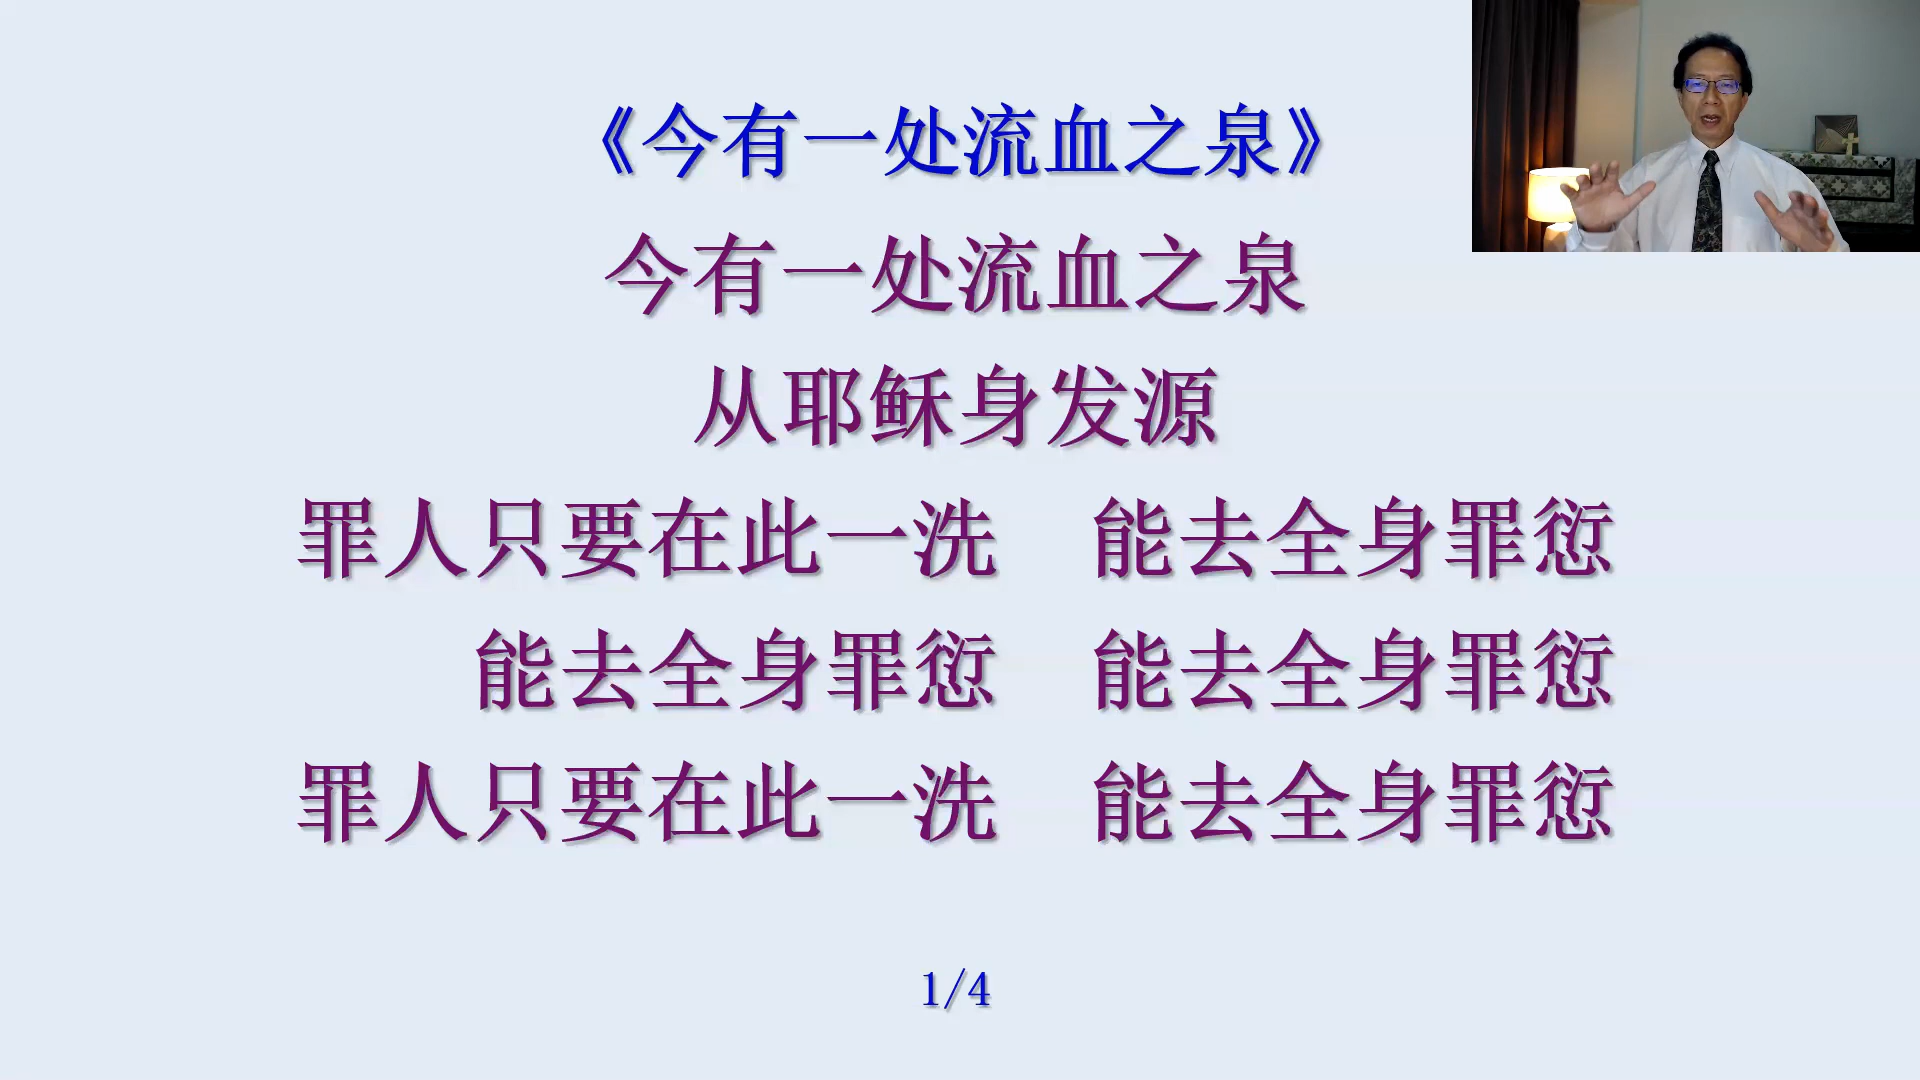 《今有一处流血之泉》
今有一处流血之泉
从耶稣身发源
罪人只要在此一洗　能去全身罪愆
能去全身罪愆　能去全身罪愆
罪人只要在此一洗　能去全身罪愆
1/4